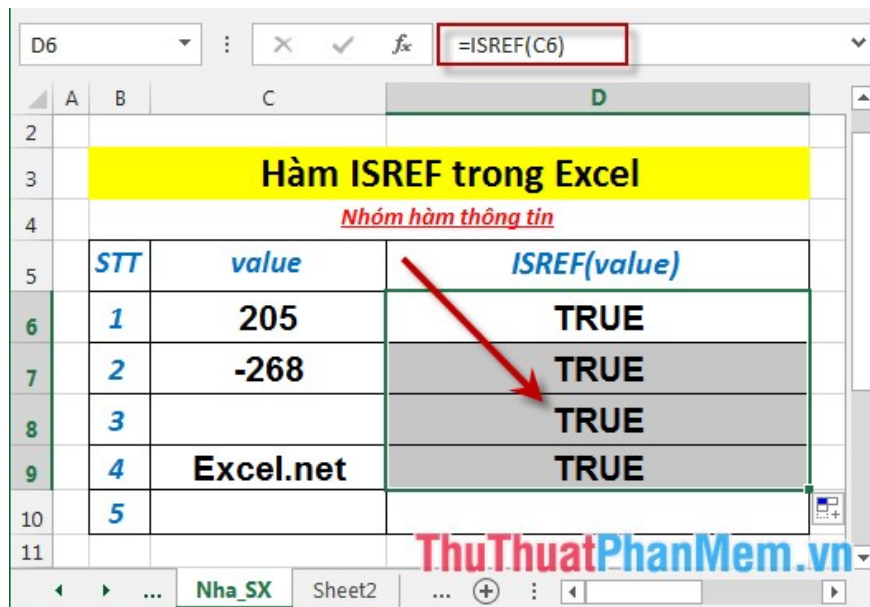 D6 fx =ISREF(C6)
A B C D
2
3 Hàm ISREF trong Excel
4 Nhóm hàm thông tin
5 STT value ISREF(value)
6 1 205 TRUE
7 2 -268 TRUE
8 3 TRUE
9 4 Excel.net TRUE
10 5
11
ThuThuatPhanMem.vn
... Nha_SX Sheet2 ...